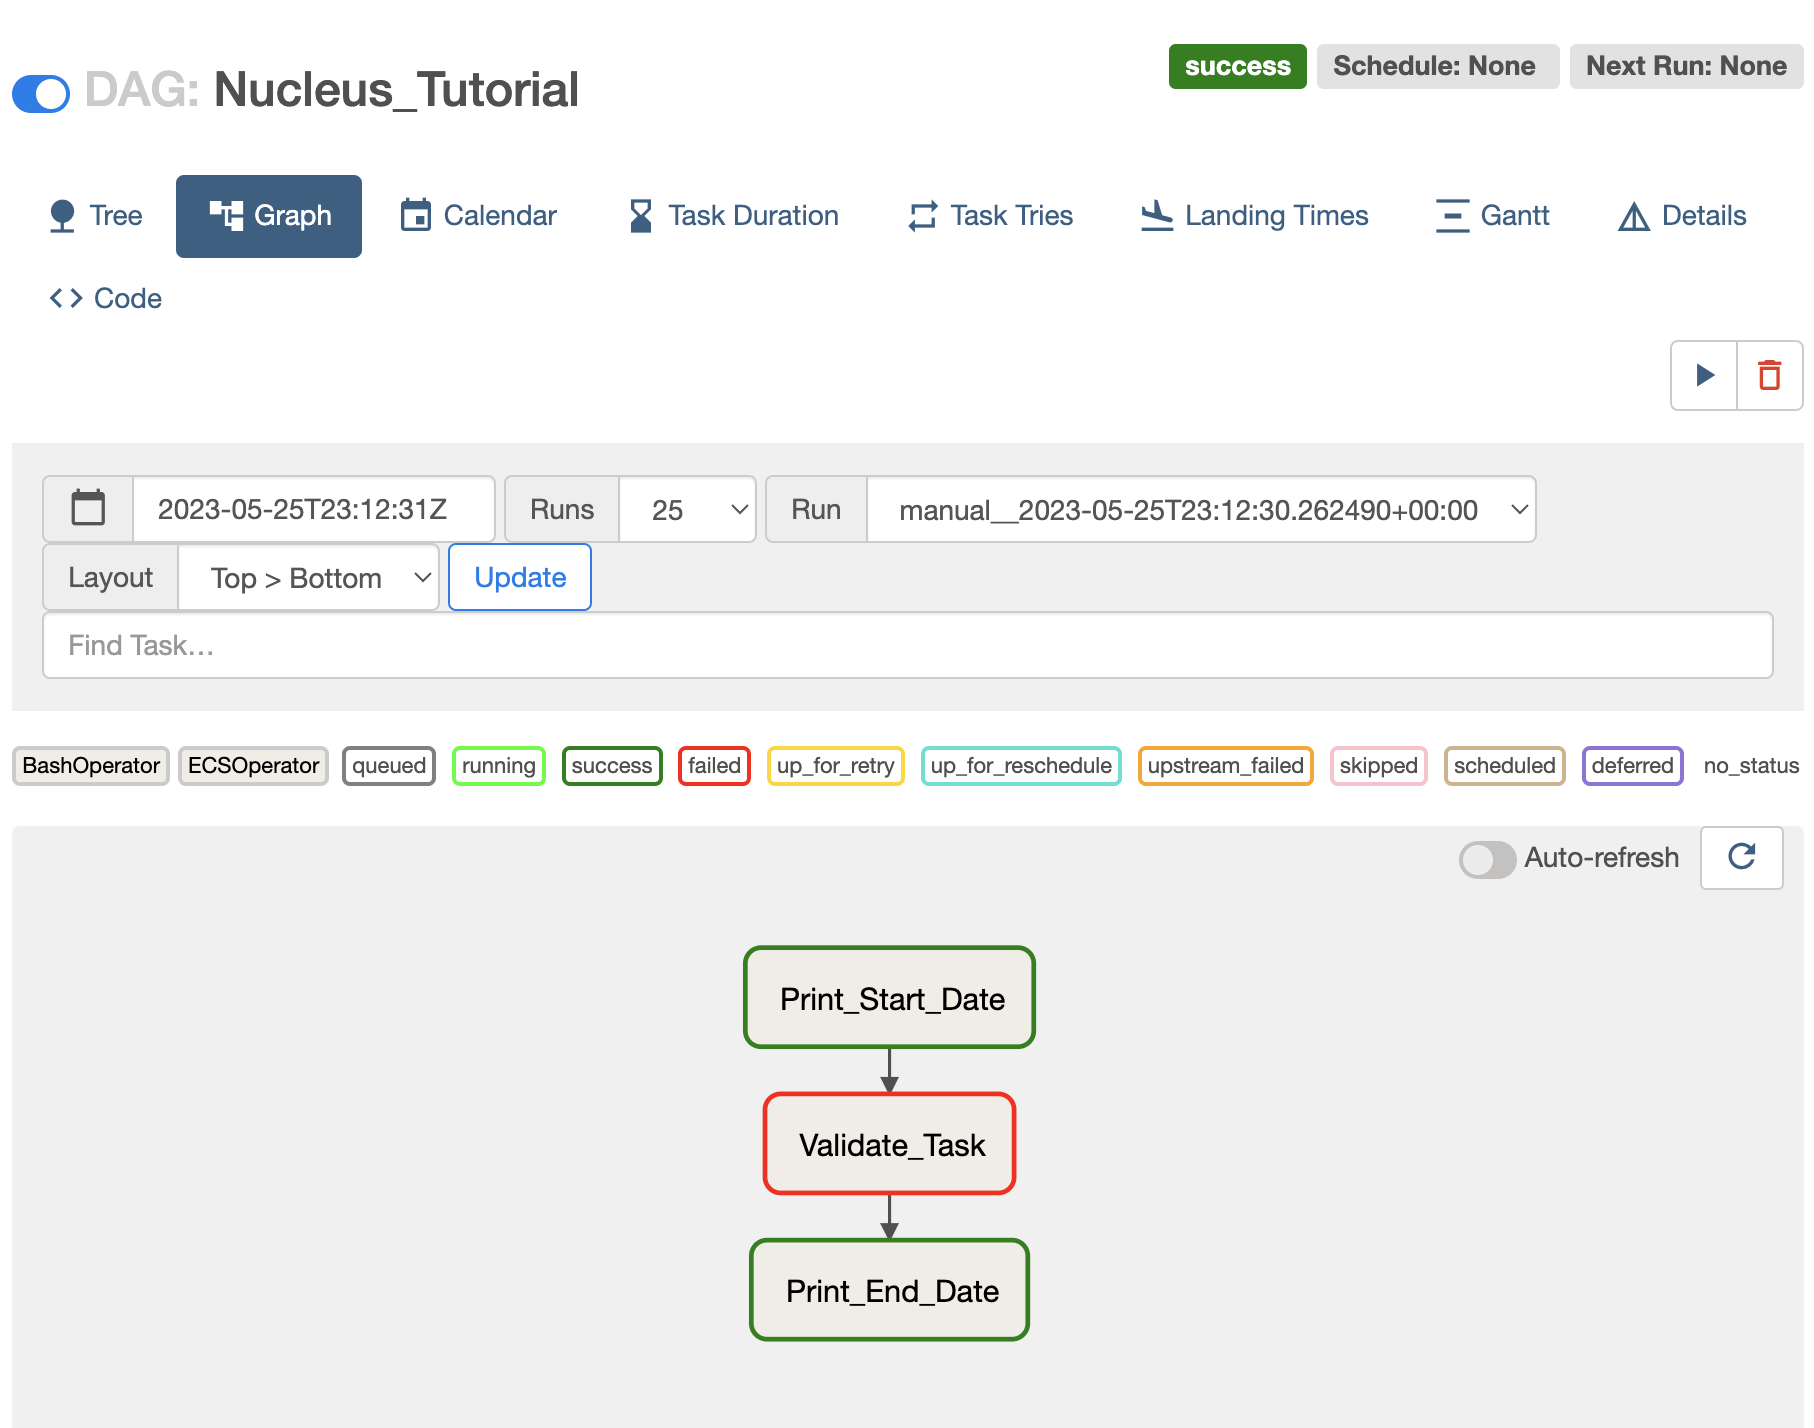 DAG: Nucleus_Tutorial
success Schedule: None Next Run: None
Tree Graph Calendar Task Duration Task Tries Landing Times Gantt Details
Code
2023-05-25T23:12:31Z Runs 25 Run manual__2023-05-25T23:12:30.262490+00:00
Layout Top > Bottom Update
Find Task…
BashOperator ECSOperator queued running success failed up_for_retry up_for_reschedule upstream_failed skipped scheduled deferred no_status
Auto-refresh
Print_Start_Date
Validate_Task
Print_End_Date